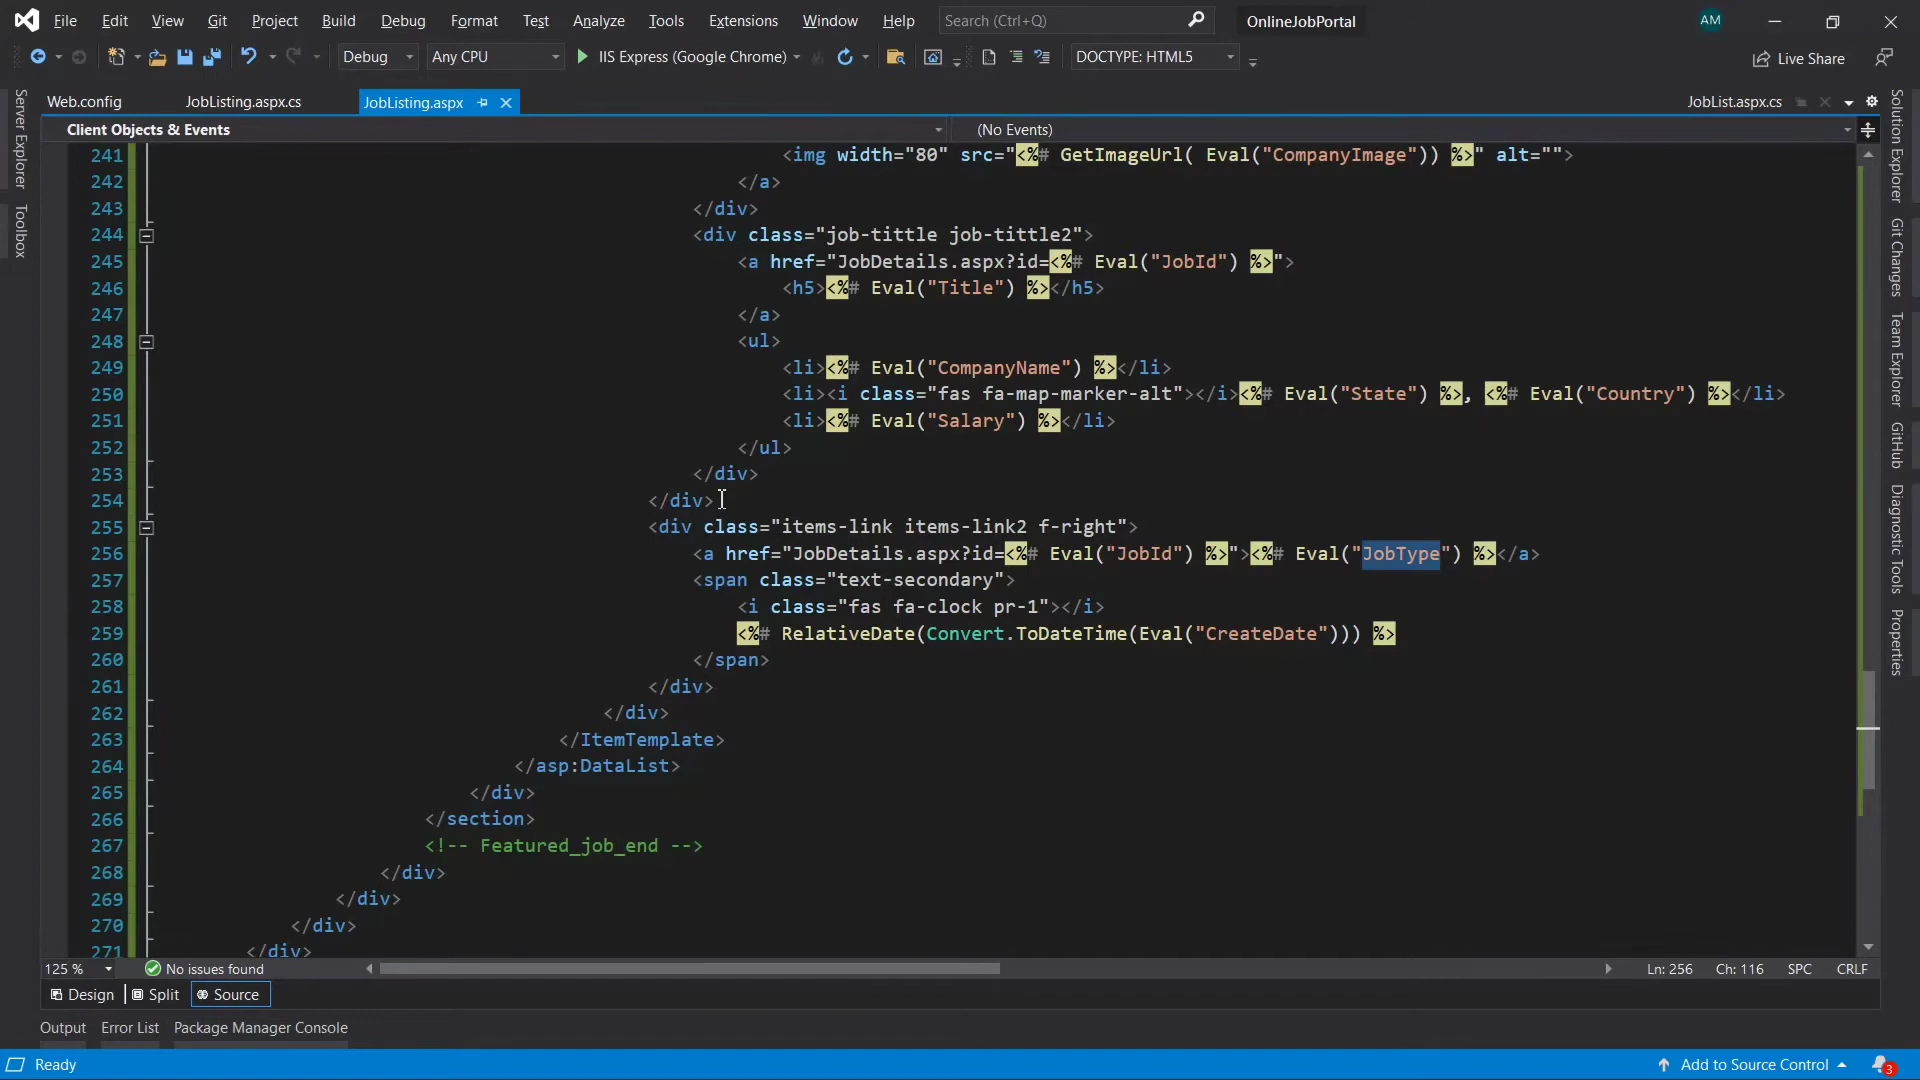 File Edit View Git Project Build Debug Format Test Analyze Tools Extensions Window Help Search (Ctrl+Q) OnlineJobPortal AM
Debug Any CPU IIS Express (Google Chrome) DOCTYPE: HTML5 Live Share
Web.config JobListing.aspx.cs JobListing.aspx JobList.aspx.cs
Client Objects & Events (No Events)
241 <img width="80" src="<%# GetImageUrl( Eval("CompanyImage")) %>" alt="">
242 </a>
243 </div>
244 <div class="job-tittle job-tittle2">
245 <a href="JobDetails.aspx?id=<%# Eval("JobId") %>">
246 <h5><%# Eval("Title") %></h5>
247 </a>
248 <ul>
249 <li><%# Eval("CompanyName") %></li>
250 <li><i class="fas fa-map-marker-alt"></i><%# Eval("State") %>, <%# Eval("Country") %></li>
251 <li><%# Eval("Salary") %></li>
252 </ul>
253 </div>
254 </div>
255 <div class="items-link items-link2 f-right">
256 <a href="JobDetails.aspx?id=<%# Eval("JobId") %>"><%# Eval("JobType") %></a>
257 <span class="text-secondary">
258 <i class="fas fa-clock pr-1"></i>
259 <%# RelativeDate(Convert.ToDateTime(Eval("CreateDate"))) %>
260 </span>
261 </div>
262 </div>
263 </ItemTemplate>
264 </asp:DataList>
265 </div>
266 </section>
267 <!-- Featured_job_end -->
268 </div>
269 </div>
270 </div>
271 </div>
125 % No issues found Ln: 256 Ch: 116 SPC CRLF
Design Split Source
Output Error List Package Manager Console
Ready Add to Source Control 3
Server Explorer
Toolbox
Solution Explorer
Git Changes
Team Explorer
GitHub
Diagnostic Tools
Properties